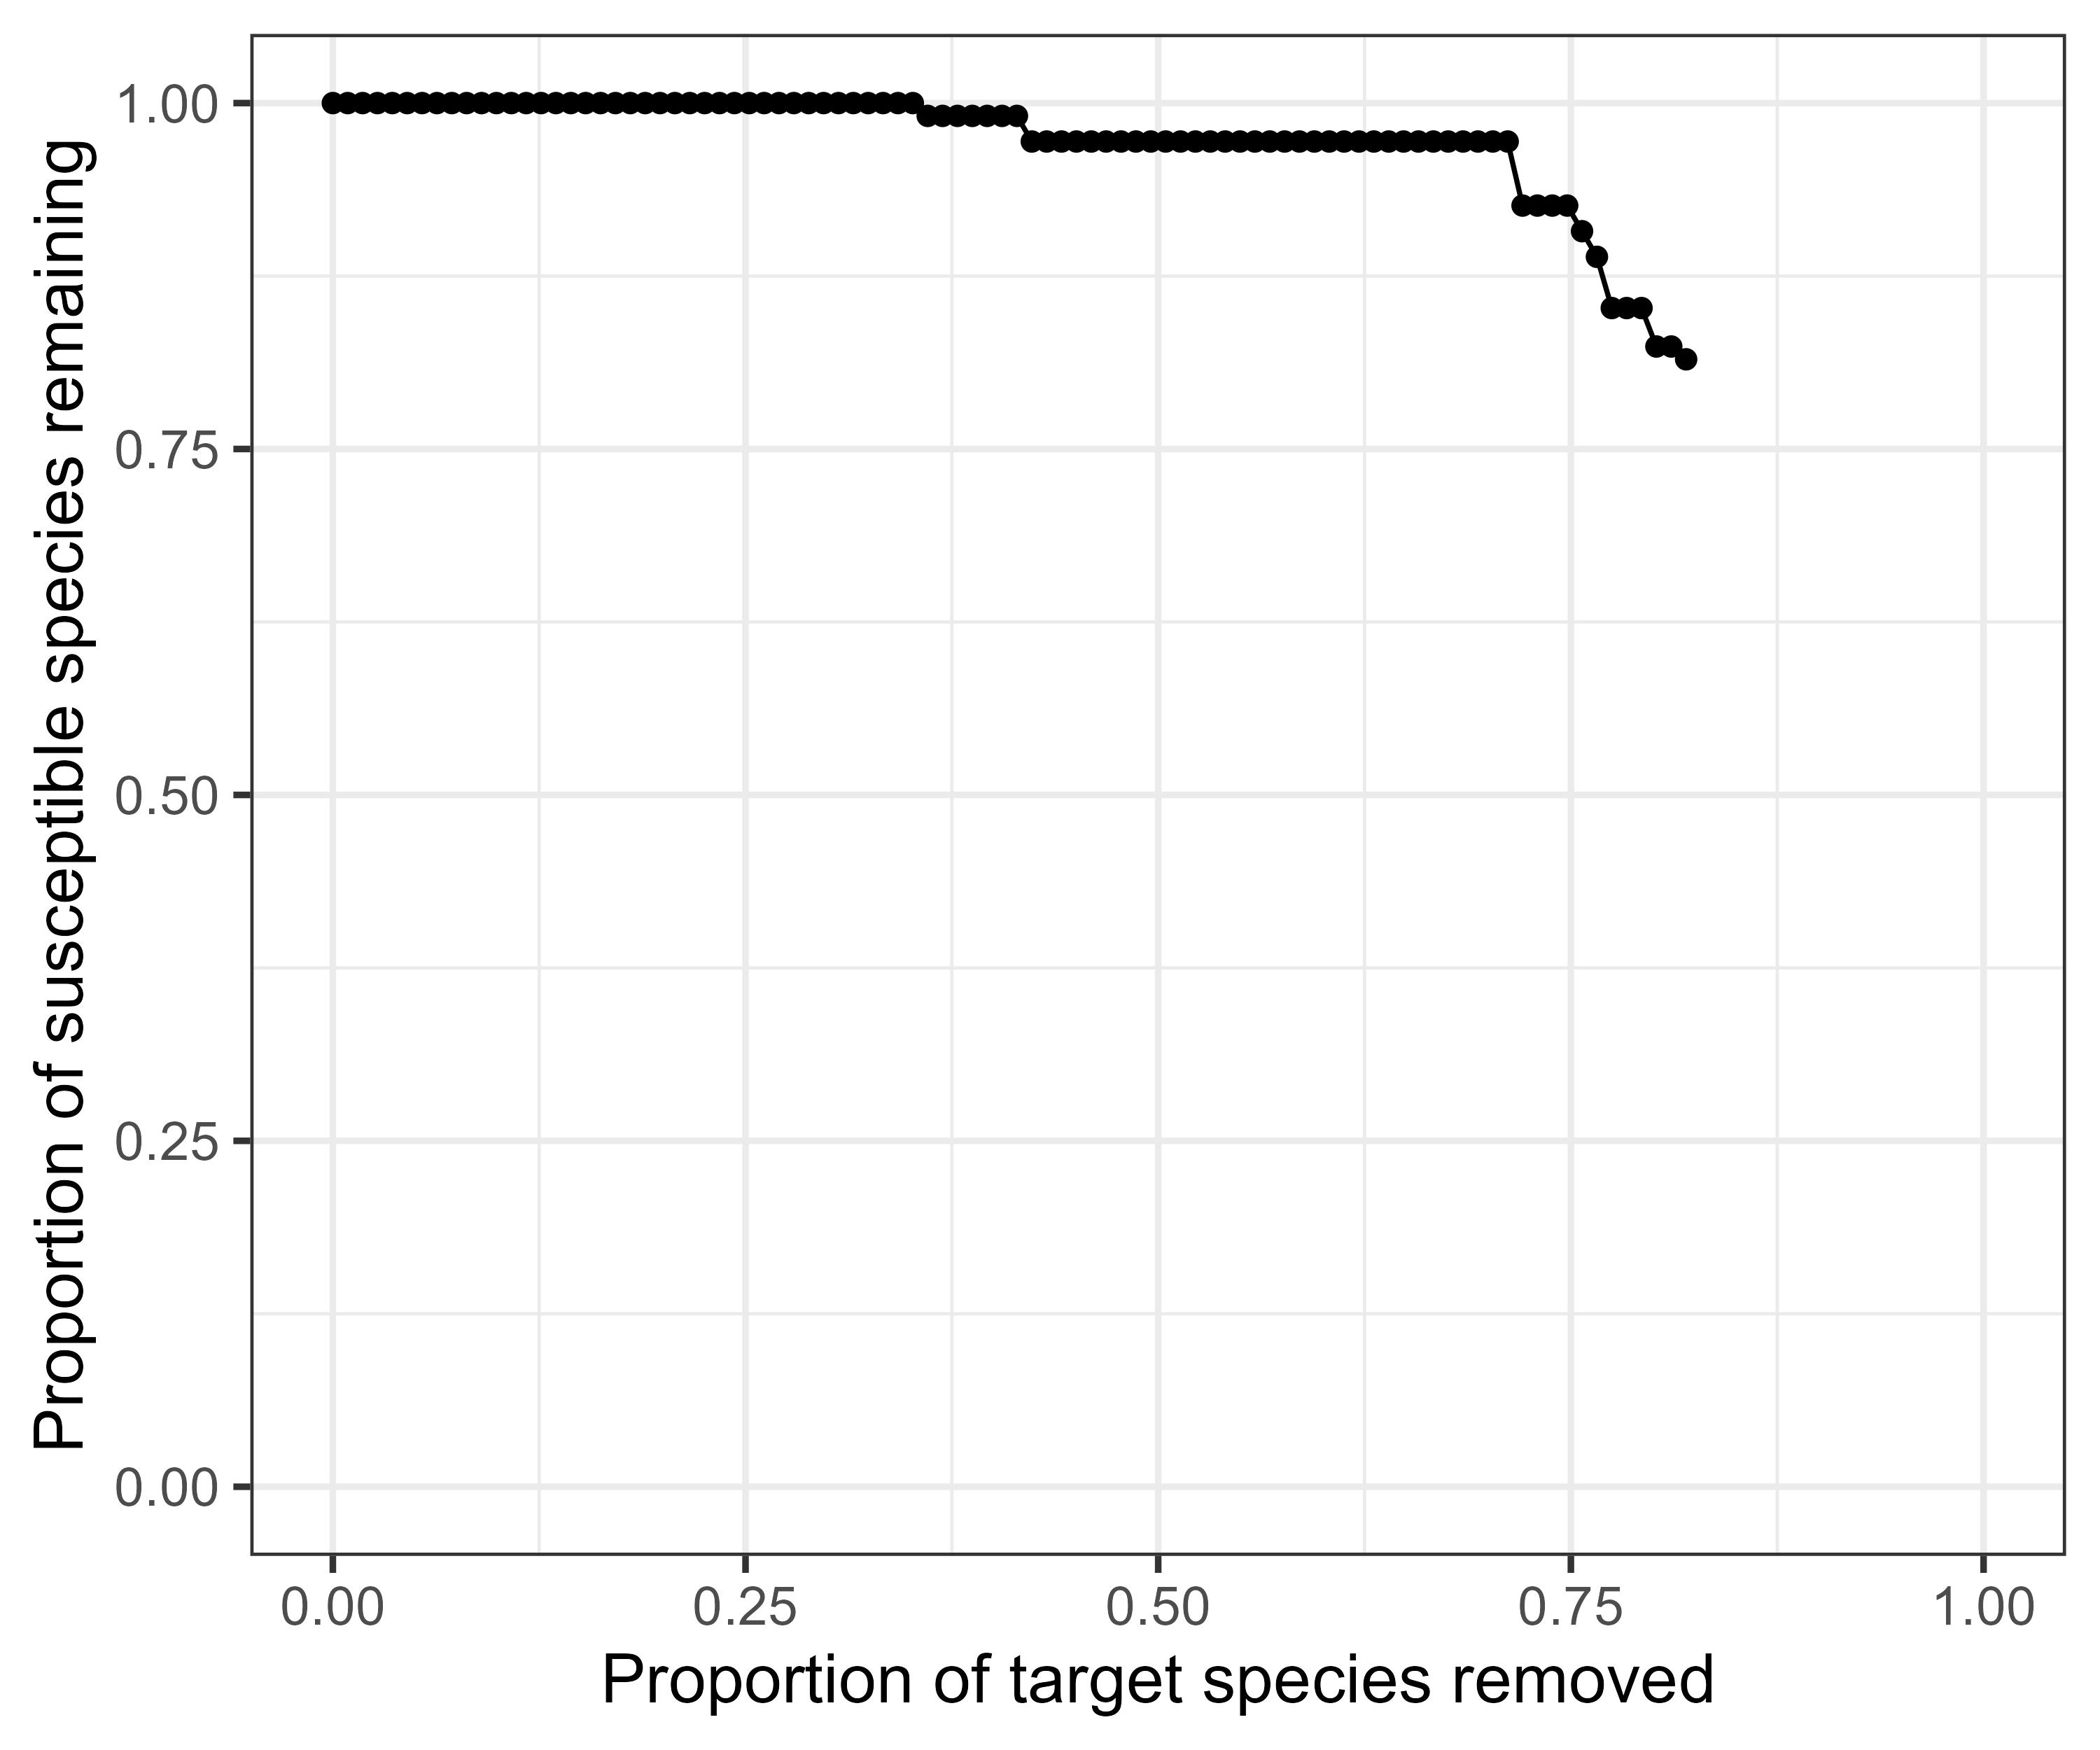 Proportion of susceptible species remaining
1.00
0.75
0.50
0.25
0.00
0.00 0.25 0.50 0.75 1.00
Proportion of target species removed